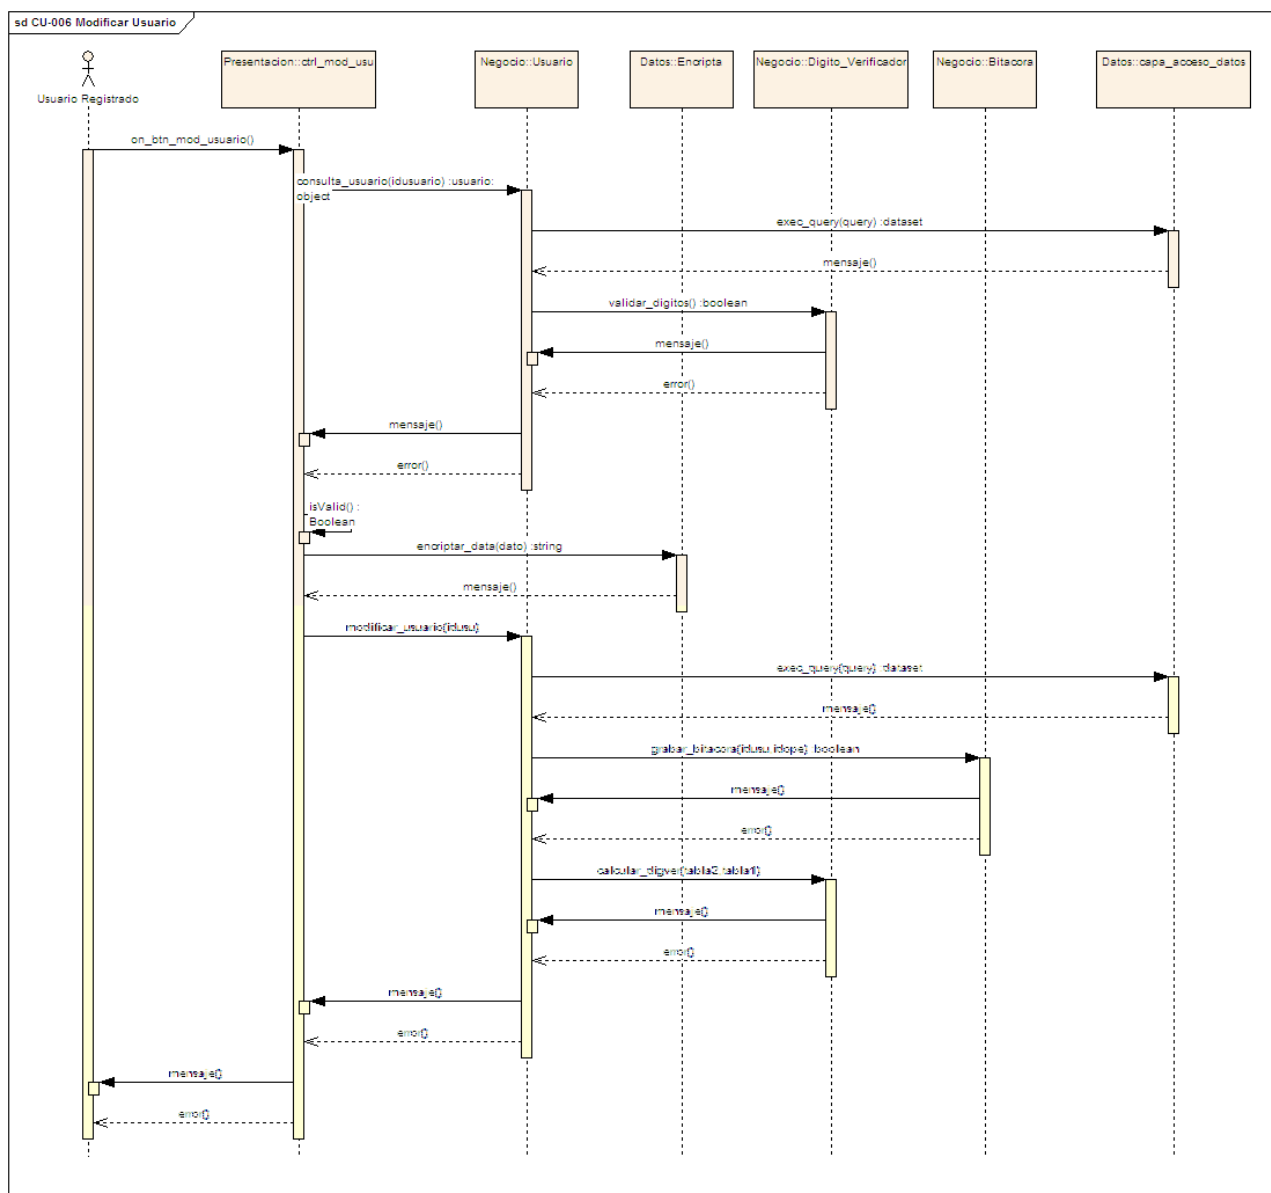 sd CU-006 Modificar Usuario
Usuario Registrado
Presentacion::ctrl_mod_usu
Negocio::Usuario
Datos::Encripta
Negocio::Digito_Verificador
Negocio::Bitacora
Datos::capa_acceso_datos
on_btn_mod_usuario()
consulta_usuario(idusuario) :usuario:
object
exec_query(query) :dataset
mensaje()
validar_digitos() :boolean
mensaje()
error()
mensaje()
error()
isValid() :
Boolean
encriptar_data(dato) :string
mensaje()
modificar_usuario(idusu)
exec_query(query) :dataset
mensaje()
grabar_bitacora(idusu,idope) :boolean
mensaje()
error()
calcular_digver(tabla2,tabla1)
mensaje()
error()
mensaje()
error()
mensaje()
error()